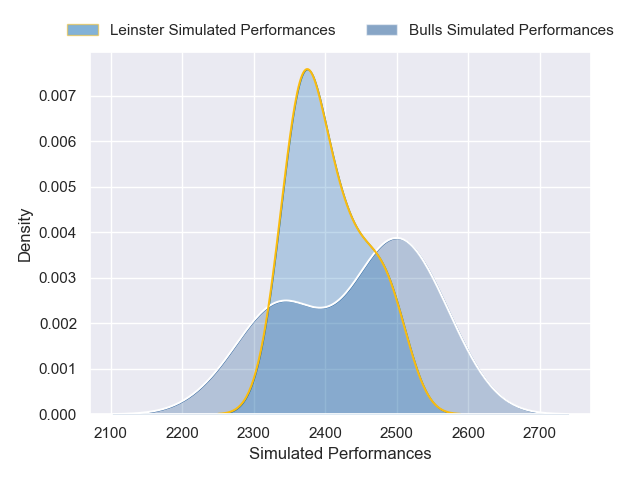 Leinster Simulated Performances
Bulls Simulated Performances
Density
0.007
0.006
0.005
0.004
0.003
0.002
0.001
0.000
2100 2200 2300 2400 2500 2600 2700
Simulated Performances